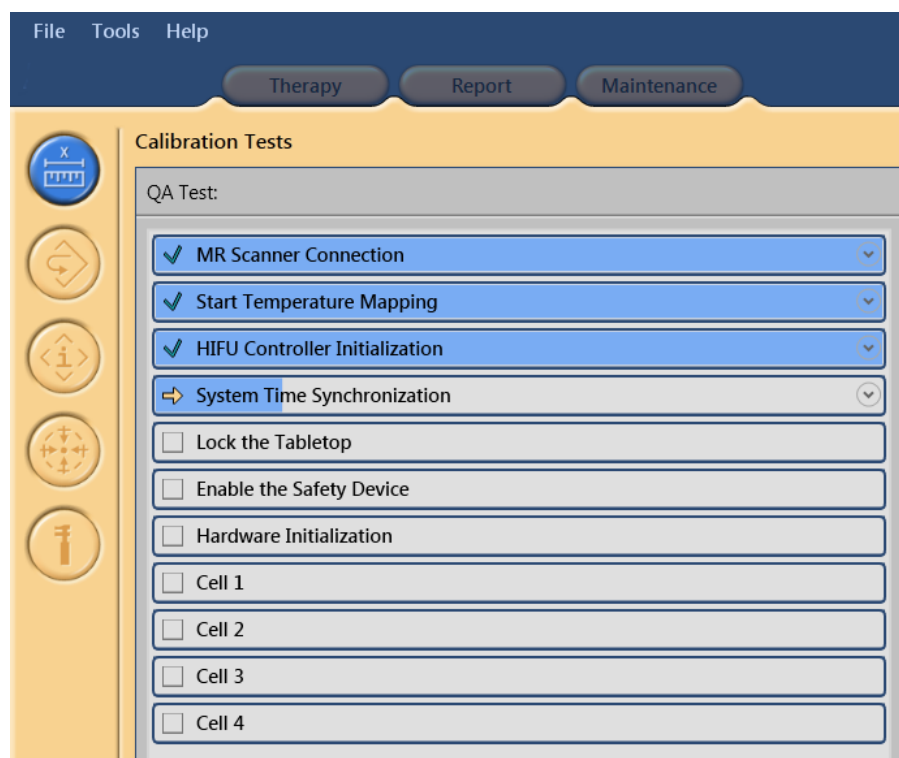 File Tools Help
Therapy Report Maintenance
Calibration Tests
X
QA Test:
MR Scanner Connection
Start Temperature Mapping
HIFU Controller Initialization
System Time Synchronization
Lock the Tabletop
Enable the Safety Device
Hardware Initialization
Cell 1
Cell 2
Cell 3
Cell 4